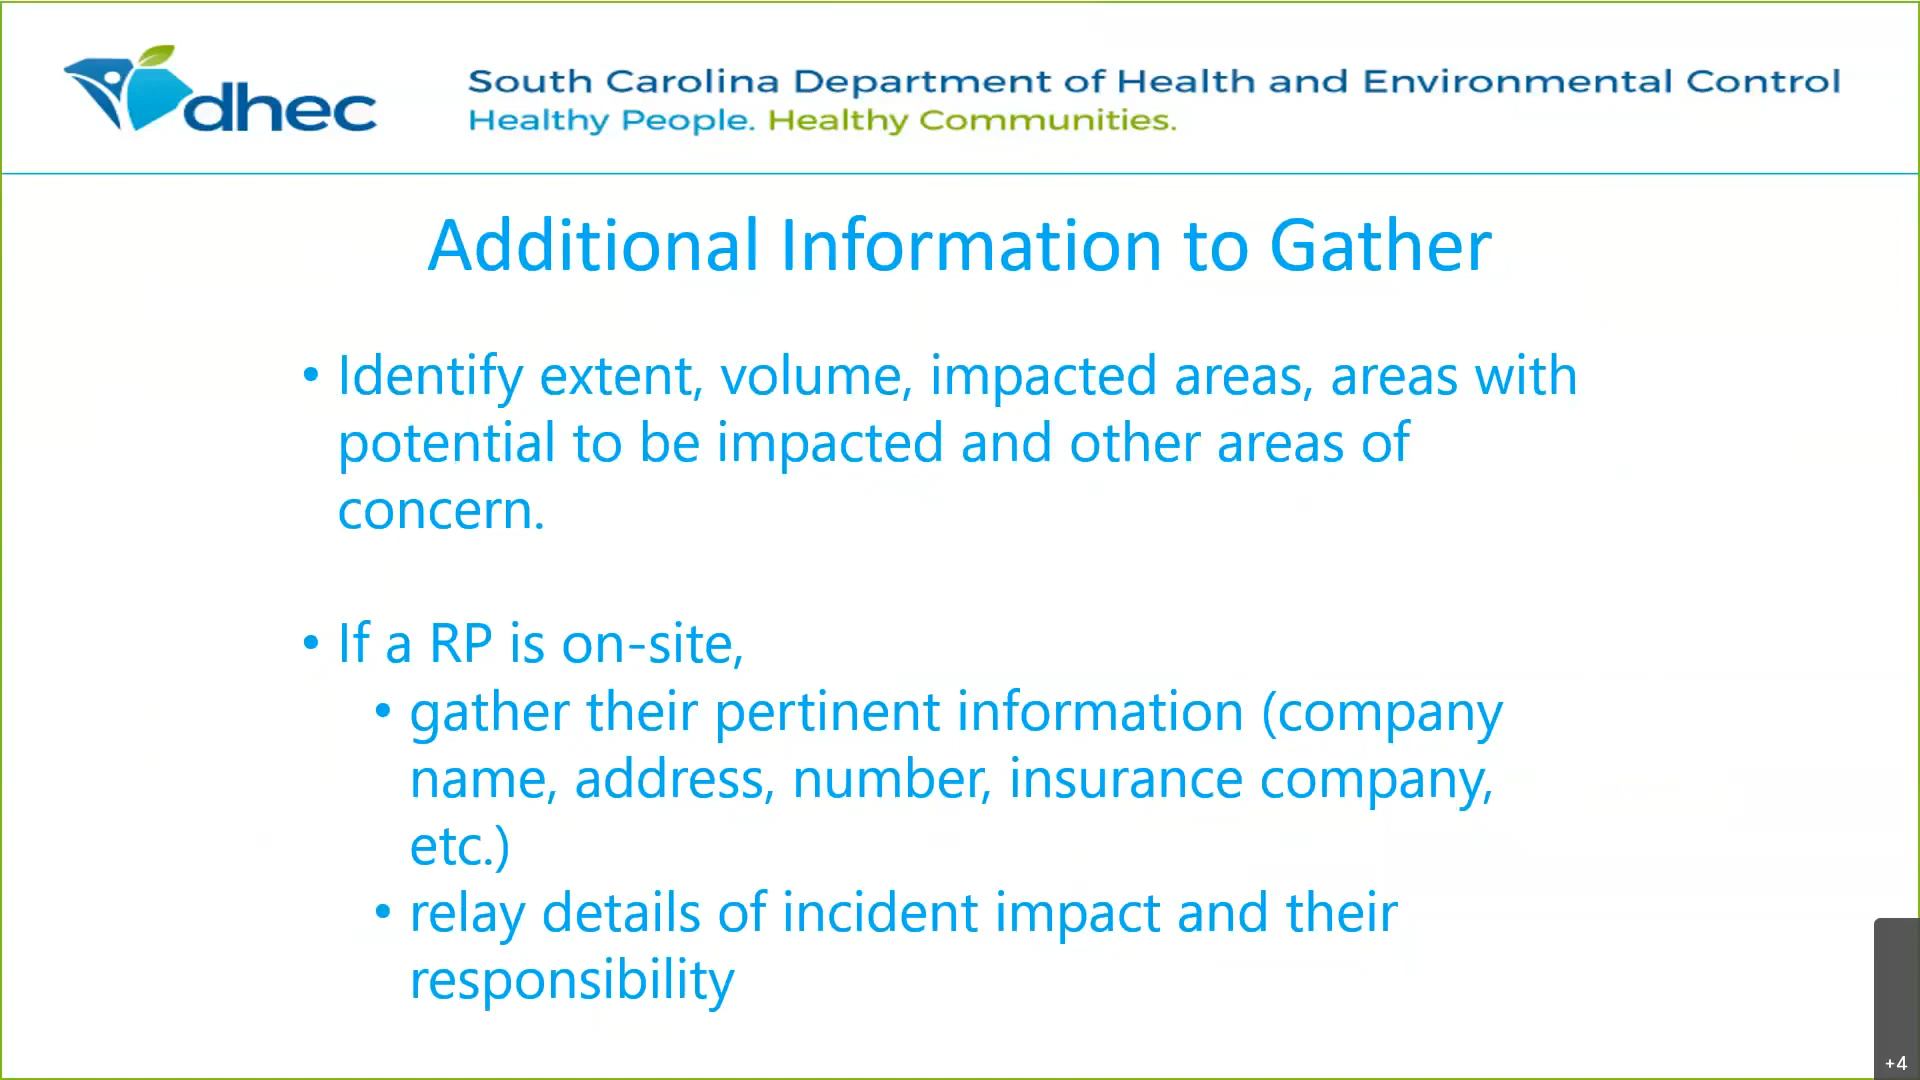 dhec
South Carolina Department of Health and Environmental Control
Healthy People. Healthy Communities.
Additional Information to Gather
• Identify extent, volume, impacted areas, areas with
potential to be impacted and other areas of
concern.
• If a RP is on-site,
• gather their pertinent information (company
name, address, number, insurance company,
etc.)
• relay details of incident impact and their
responsibility
+4